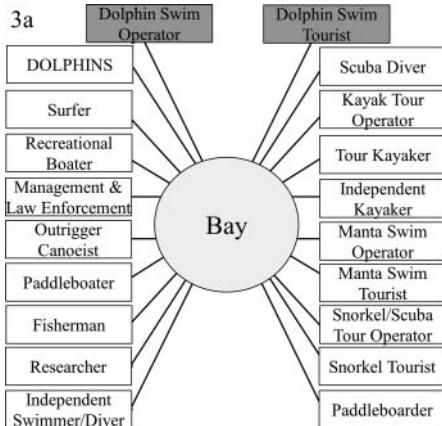 3a
Dolphin Swim
Operator
Dolphin Swim
Tourist
DOLPHINS
Surfer
Recreational
Boater
Management &
Law Enforcement
Outrigger
Canoeist
Paddleboater
Fisherman
Researcher
Independent
Swimmer/Diver
Bay
Scuba Diver
Kayak Tour
Operator
Tour Kayaker
Independent
Kayaker
Manta Swim
Operator
Manta Swim
Tourist
Snorkel/Scuba
Tour Operator
Snorkel Tourist
Paddleboarder